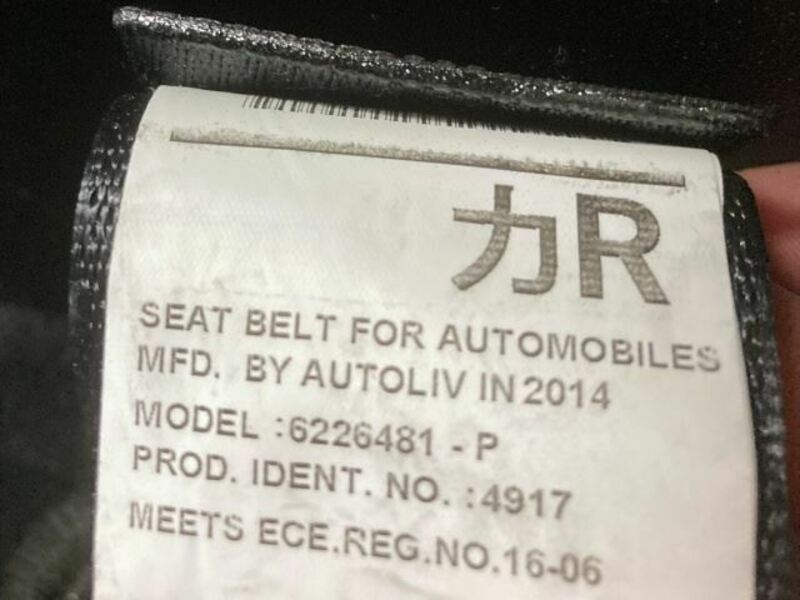 力R
SEAT BELT FOR AUTOMOBILES
MFD. BY AUTOLIV IN 2014
MODEL :6226481 - P
PROD. IDENT. NO. :4917
MEETS ECE.REG.NO.16-06